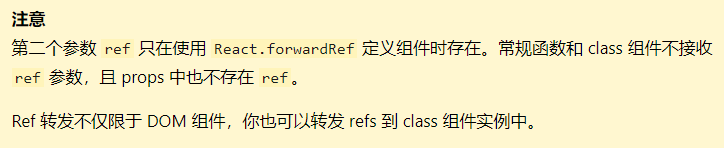 注意
第二个参数 ref 只在使用 React.forwardRef 定义组件时存在。常规函数和 class 组件不接收
ref 参数，且 props 中也不存在 ref。
Ref 转发不仅限于 DOM 组件，你也可以转发 refs 到 class 组件实例中。